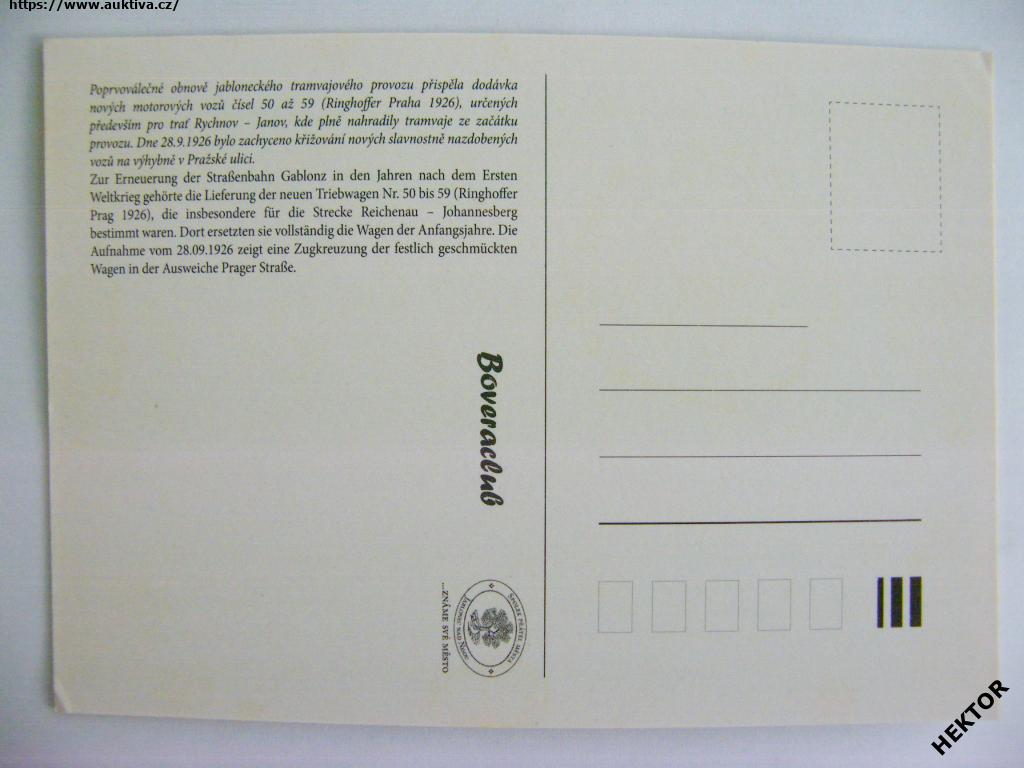 https://www.auktiva.cz/
Poprvoválečné obnově jabloneckého tramvajového provozu přispěla dodávka
nových motorových vozů čísel 50 až 59 (Ringhoffer Praha 1926), určených
především pro trať Rychnov – Janov, kde plně nahradily tramvaje ze začátku
provozu. Dne 28.9.1926 bylo zachyceno křižování nových slavnostně nazdobených
vozů na výhybně v Pražské ulici.
Zur Erneuerung der Straßenbahn Gablonz in den Jahren nach dem Ersten
Weltkrieg gehörte die Lieferung der neuen Triebwagen Nr. 50 bis 59 (Ringhoffer
Prag 1926), die insbesondere für die Strecke Reichenau – Johannesberg
bestimmt waren. Dort ersetzten sie vollständig die Wagen der Anfangsjahre. Die
Aufnahme vom 28.09.1926 zeigt eine Zugkreuzung der festlich geschmückten
Wagen in der Ausweiche Prager Straße.
Boveraclub
Spolek přátel města
Jablonec nad Nisou
...ZNÁME SVÉ MĚSTO
HEKTOR